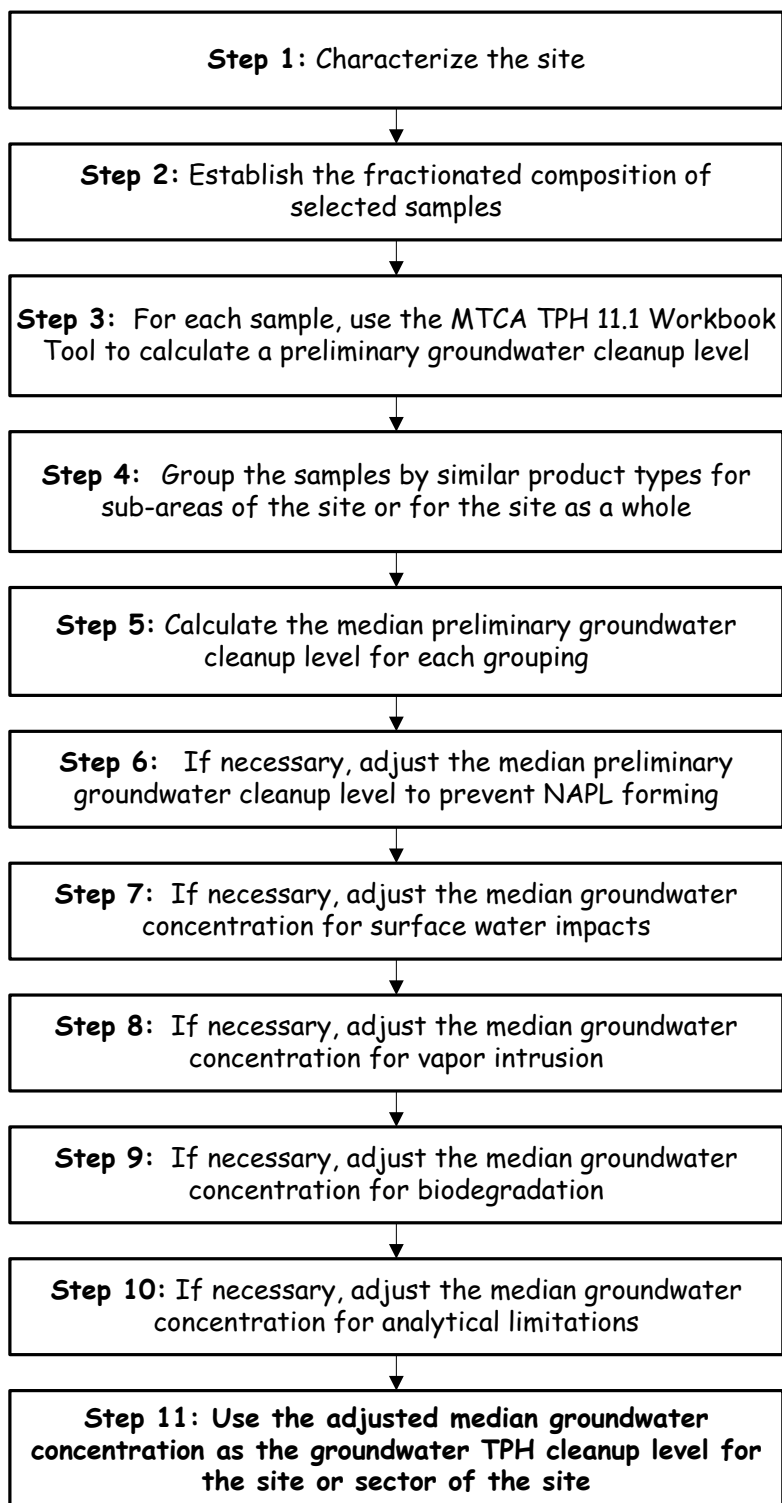 Step 1: Characterize the site
Step 2: Establish the fractionated composition of
selected samples
Step 3: For each sample, use the MTCA TPH 11.1 Workbook
Tool to calculate a preliminary groundwater cleanup level
Step 4: Group the samples by similar product types for
sub-areas of the site or for the site as a whole
Step 5: Calculate the median preliminary groundwater
cleanup level for each grouping
Step 6: If necessary, adjust the median preliminary
groundwater cleanup level to prevent NAPL forming
Step 7: If necessary, adjust the median groundwater
concentration for surface water impacts
Step 8: If necessary, adjust the median groundwater
concentration for vapor intrusion
Step 9: If necessary, adjust the median groundwater
concentration for biodegradation
Step 10: If necessary, adjust the median groundwater
concentration for analytical limitations
Step 11: Use the adjusted median groundwater
concentration as the groundwater TPH cleanup level for
the site or sector of the site